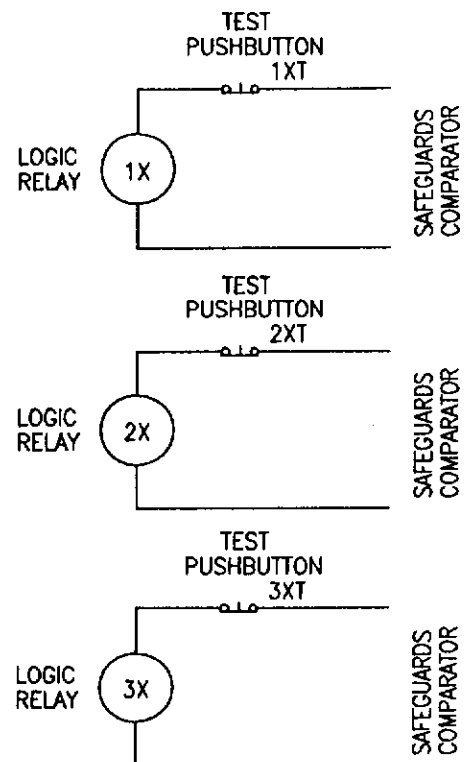 TEST
PUSHBUTTON
1XT
LOGIC
RELAY
1X
SAFEGUARDS
COMPARATOR
TEST
PUSHBUTTON
2XT
LOGIC
RELAY
2X
SAFEGUARDS
COMPARATOR
TEST
PUSHBUTTON
3XT
LOGIC
RELAY
3X
SAFEGUARDS
COMPARATOR